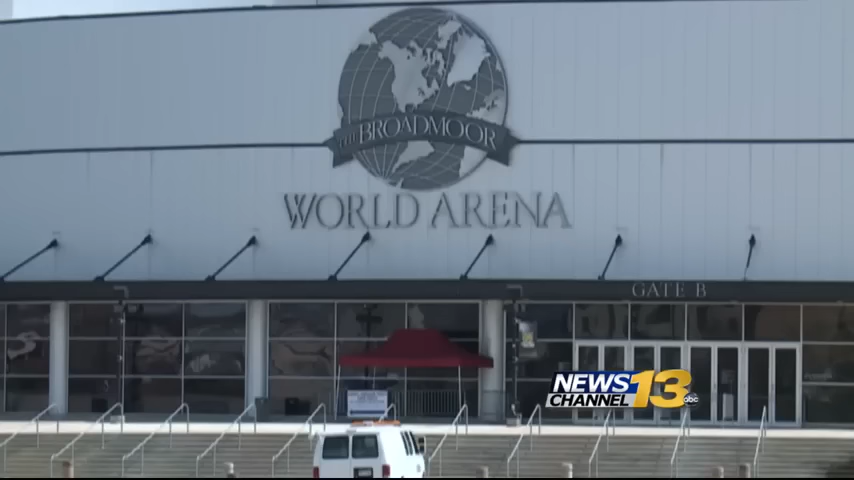 THE BROADMOOR
WORLD ARENA
GATE B
NEWS 13
CHANNEL abc